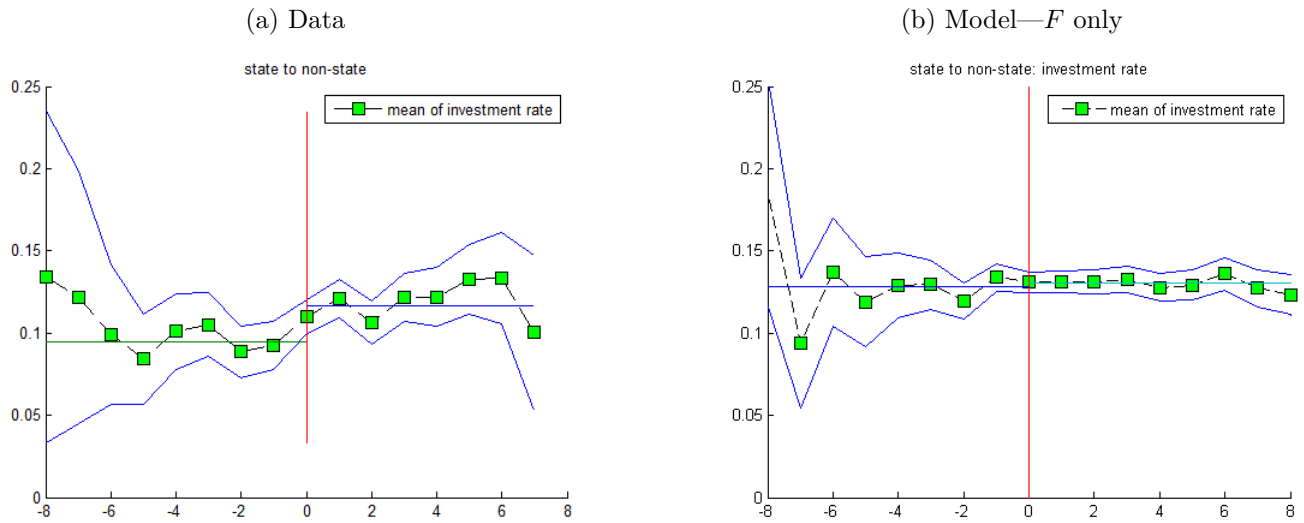 (a) Data
state to non-state
mean of investment rate
0.25
0.2
0.15
0.1
0.05
0
-8 -6 -4 -2 0 2 4 6 8
(b) Model—F only
state to non-state: investment rate
mean of investment rate
0.25
0.2
0.15
0.1
0.05
0
-8 -6 -4 -2 0 2 4 6 8